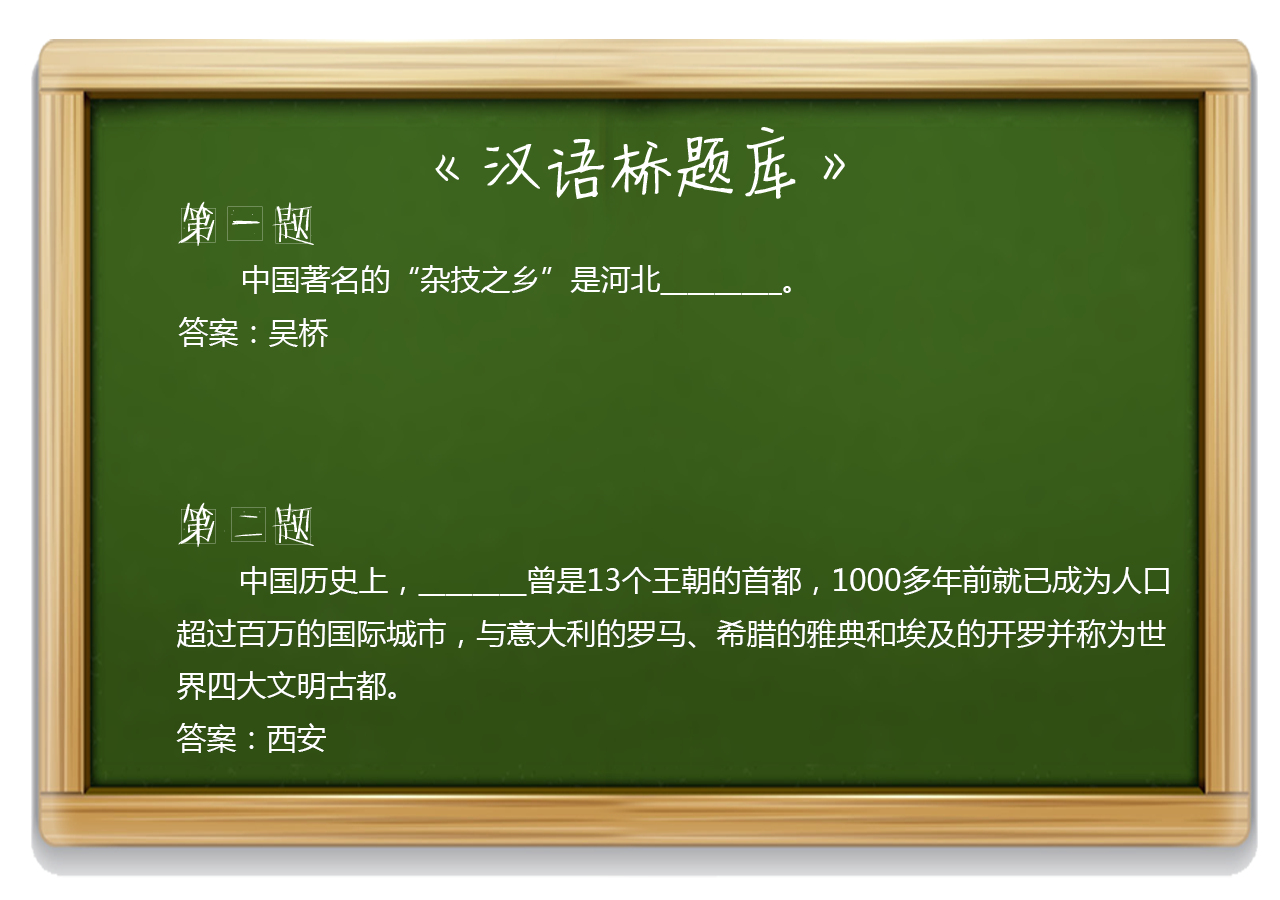 《汉语桥题库》
第一题
中国著名的“杂技之乡”是河北_________。
答案：吴桥
第二题
中国历史上，________曾是13个王朝的首都，1000多年前就已成为人口
超过百万的国际城市，与意大利的罗马、希腊的雅典和埃及的开罗并称为世
界四大文明古都。
答案：西安